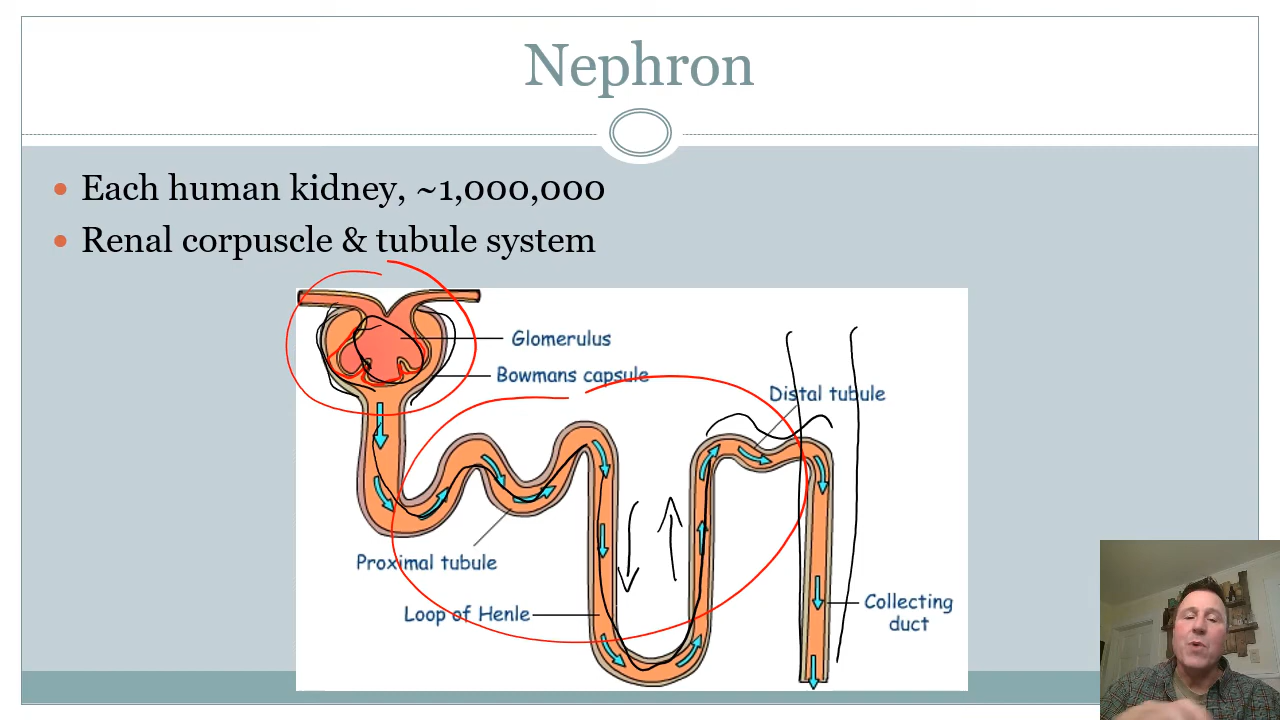 Nephron
Each human kidney, ~1,000,000
Renal corpuscle & tubule system
Glomerulus
Bowmans capsule
Distal tubule
Proximal tubule
Loop of Henle
Collecting
duct